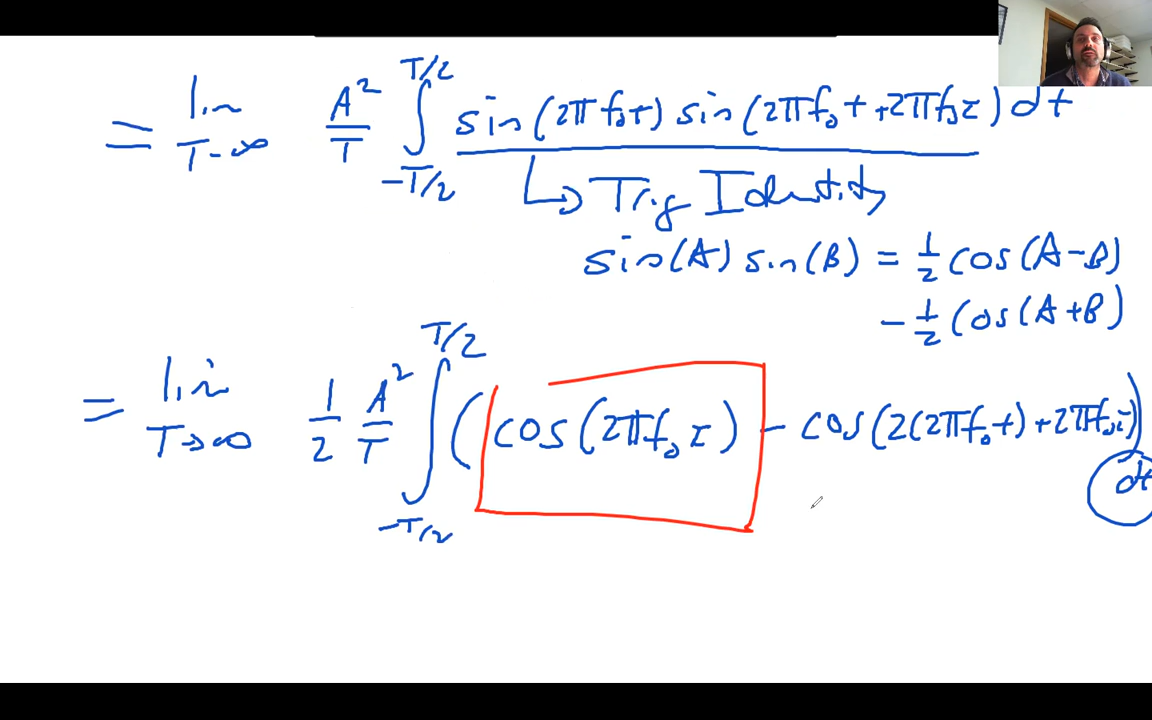 = lim T→∞ A²/T ∫_{-T/2}^{T/2} sin(2πf₀t) sin(2πf₀t + 2πf₀τ) dt
↳ Trig Identity
sin(A) sin(B) = 1/2 cos(A-B)
- 1/2 cos(A+B)
= lim T→∞ 1/2 A²/T ∫_{-T/2}^{T/2} (cos(2πf₀τ) - cos(2(2πf₀t) + 2πf₀τ)) dt